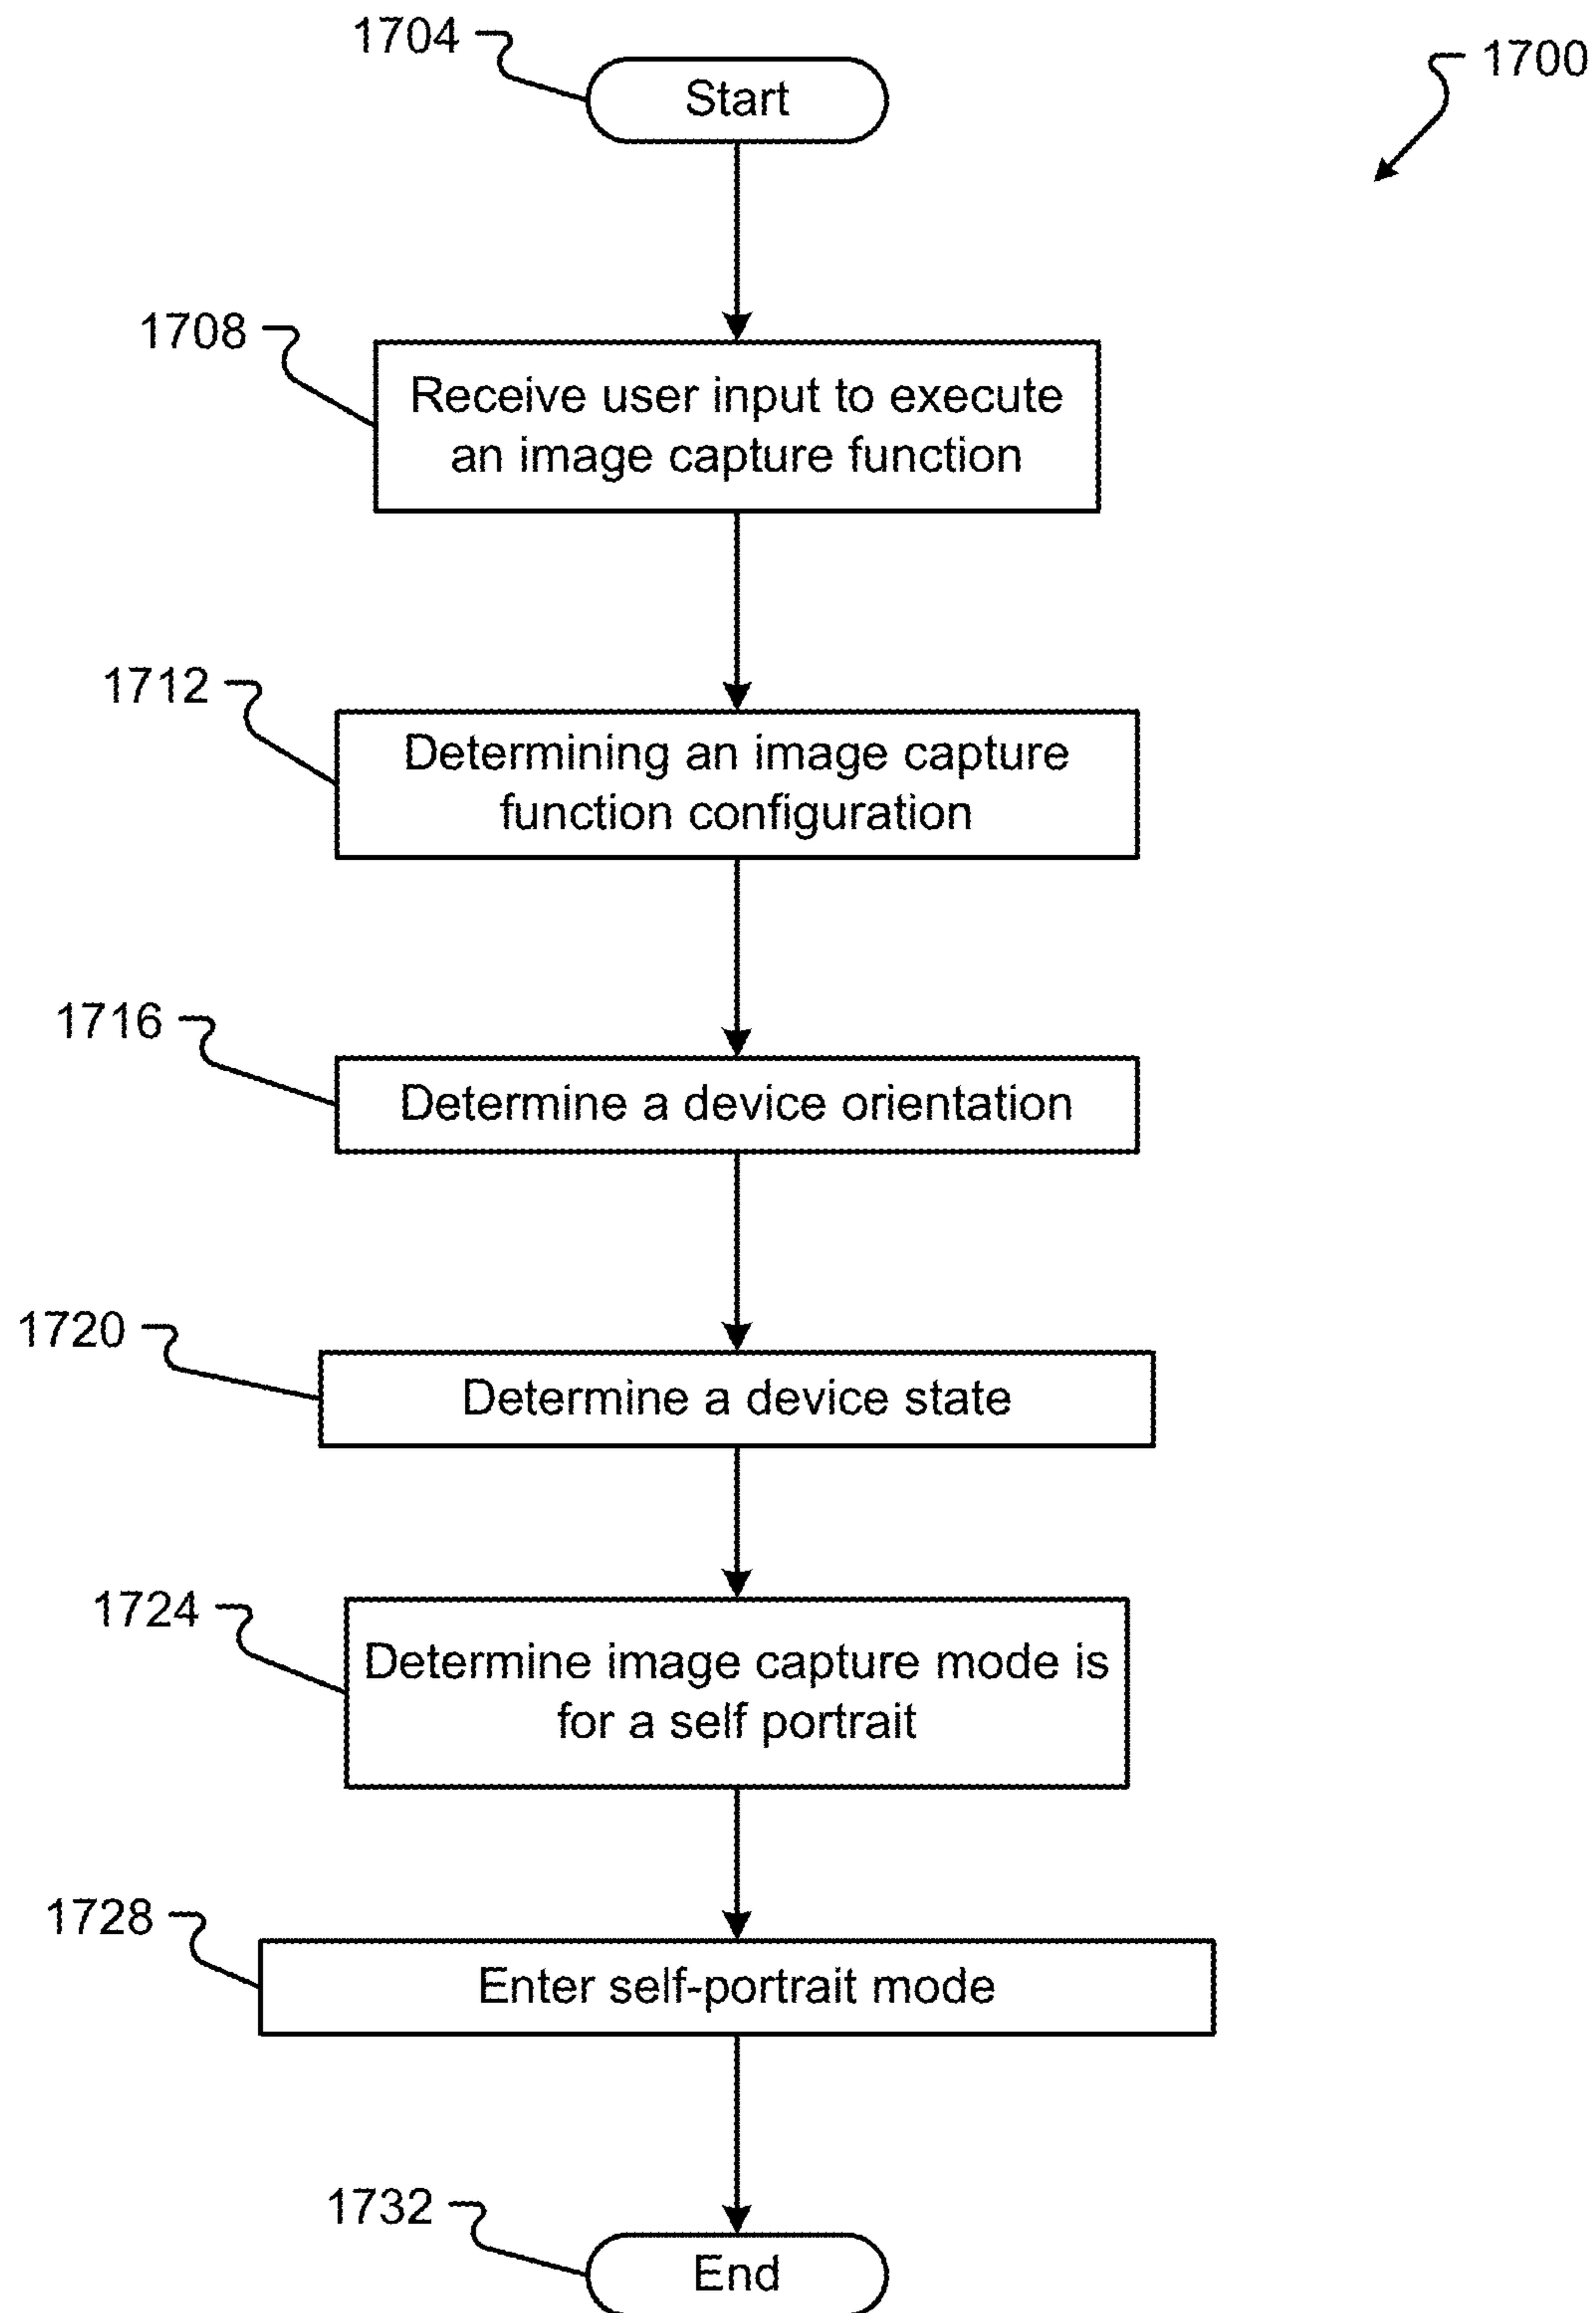 1704
Start
1700
1708
Receive user input to execute
an image capture function
1712
Determining an image capture
function configuration
1716
Determine a device orientation
1720
Determine a device state
1724
Determine image capture mode is
for a self portrait
1728
Enter self-portrait mode
1732
End